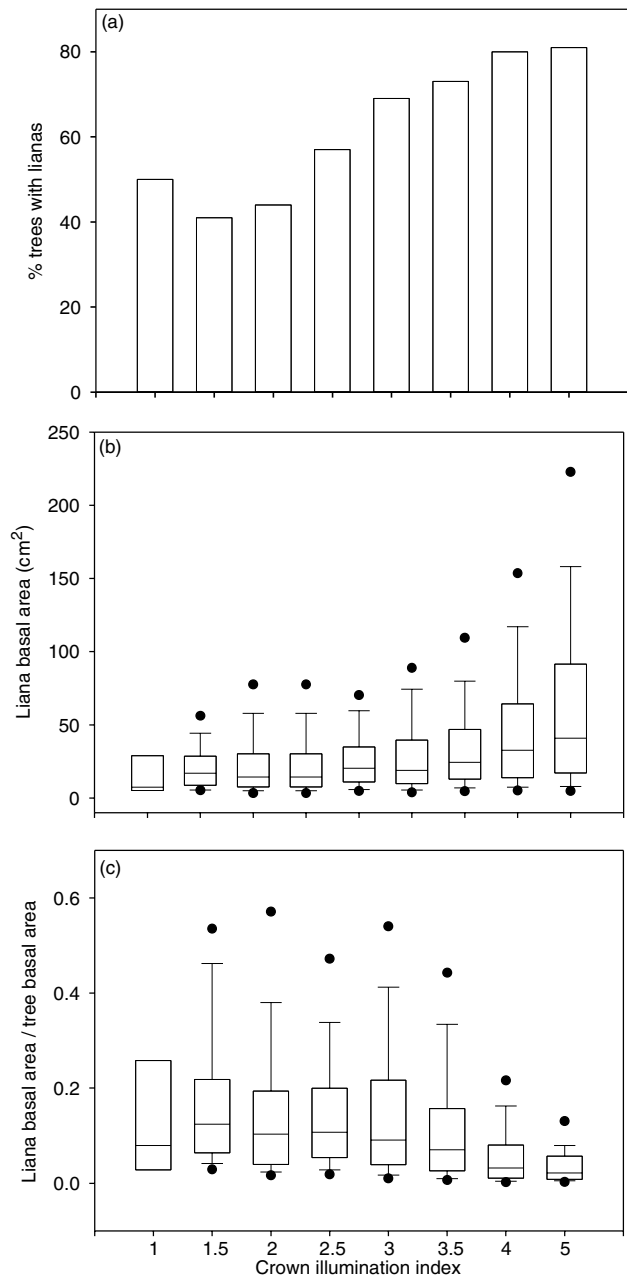 (a)
80
60
40
20
0
% trees with lianas
(b)
250
200
150
100
50
0
Liana basal area (cm²)
(c)
0.6
0.4
0.2
0.0
Liana basal area / tree basal area
1 1.5 2 2.5 3 3.5 4 5
Crown illumination index